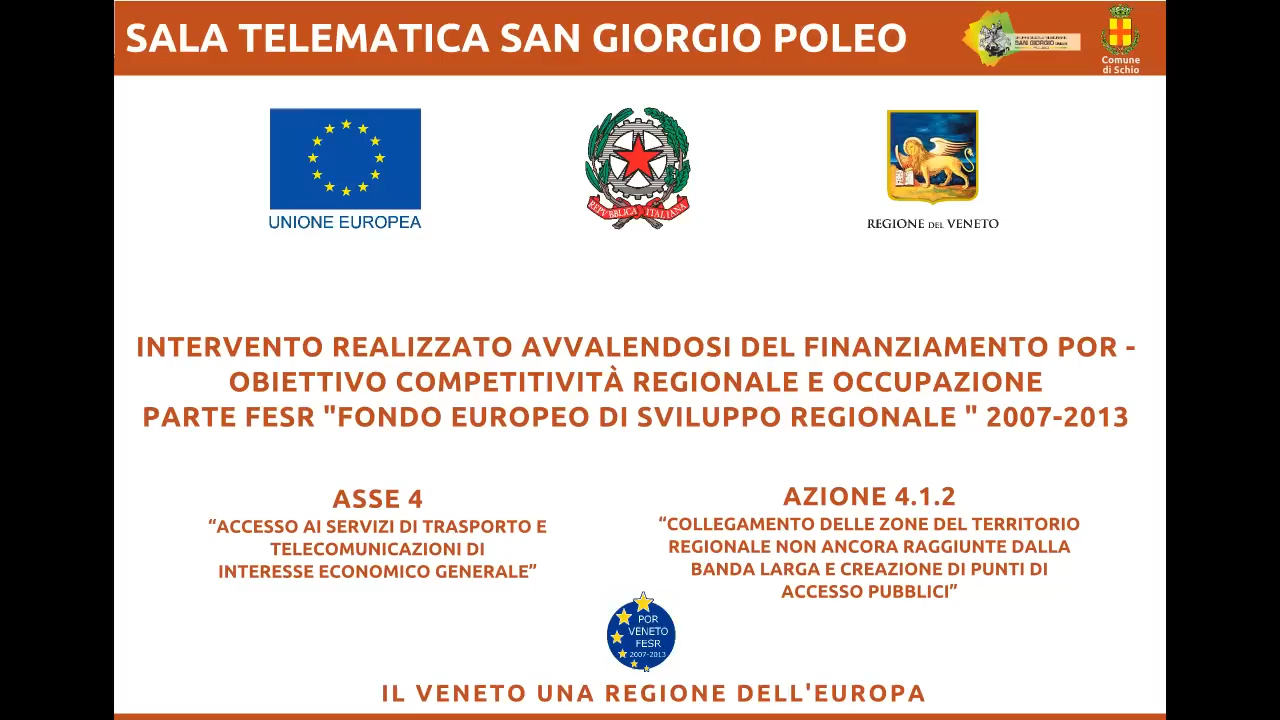 SALA TELEMATICA SAN GIORGIO POLEO
SAN GIORGIO
POLEO
Comune
di Schio
UNIONE EUROPEA
REPVBBLICA ITALIANA
REGIONE DEL VENETO
INTERVENTO REALIZZATO AVVALENDOSI DEL FINANZIAMENTO POR -
OBIETTIVO COMPETITIVITÀ REGIONALE E OCCUPAZIONE
PARTE FESR "FONDO EUROPEO DI SVILUPPO REGIONALE " 2007-2013
ASSE 4
“ACCESSO AI SERVIZI DI TRASPORTO E
TELECOMUNICAZIONI DI
INTERESSE ECONOMICO GENERALE”
AZIONE 4.1.2
“COLLEGAMENTO DELLE ZONE DEL TERRITORIO
REGIONALE NON ANCORA RAGGIUNTE DALLA
BANDA LARGA E CREAZIONE DI PUNTI DI
ACCESSO PUBBLICI”
POR
VENETO
FESR
2007-2013
IL VENETO UNA REGIONE DELL'EUROPA